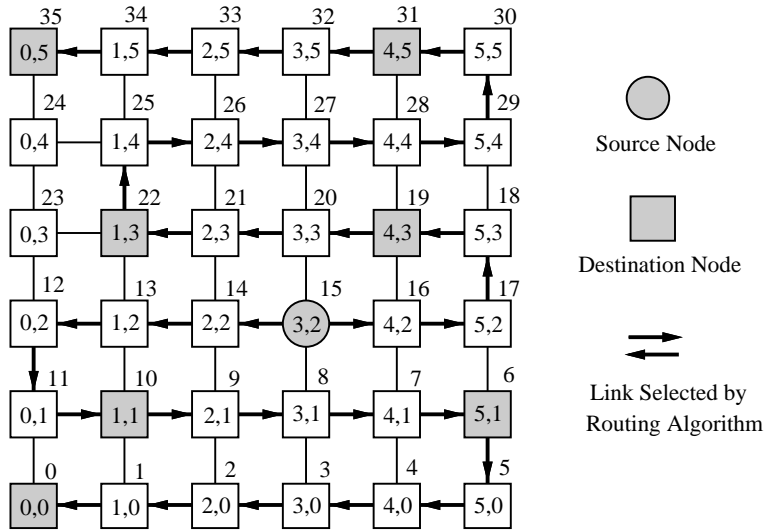 35 34 33 32 31 30
0,5 1,5 2,5 3,5 4,5 5,5
24 25 26 27 28 29
0,4 1,4 2,4 3,4 4,4 5,4
23 22 21 20 19 18
0,3 1,3 2,3 3,3 4,3 5,3
12 13 14 15 16 17
0,2 1,2 2,2 3,2 4,2 5,2
11 10 9 8 7 6
0,1 1,1 2,1 3,1 4,1 5,1
0 1 2 3 4 5
0,0 1,0 2,0 3,0 4,0 5,0
Source Node
Destination Node
Link Selected by
Routing Algorithm